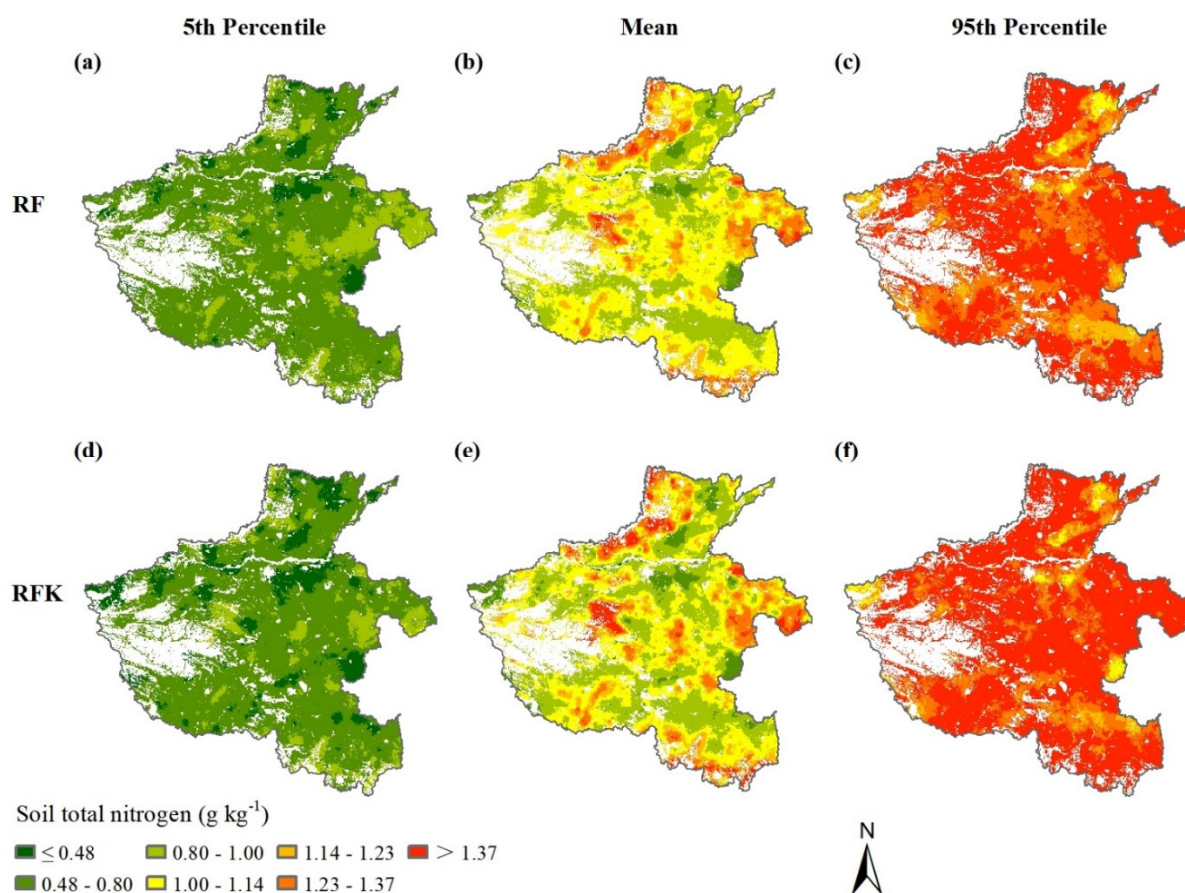 5th Percentile Mean 95th Percentile
(a) (b) (c)
RF
(d) (e) (f)
RFK
Soil total nitrogen (g kg⁻¹)
≤ 0.48 0.80 - 1.00 1.14 - 1.23 > 1.37
0.48 - 0.80 1.00 - 1.14 1.23 - 1.37
N